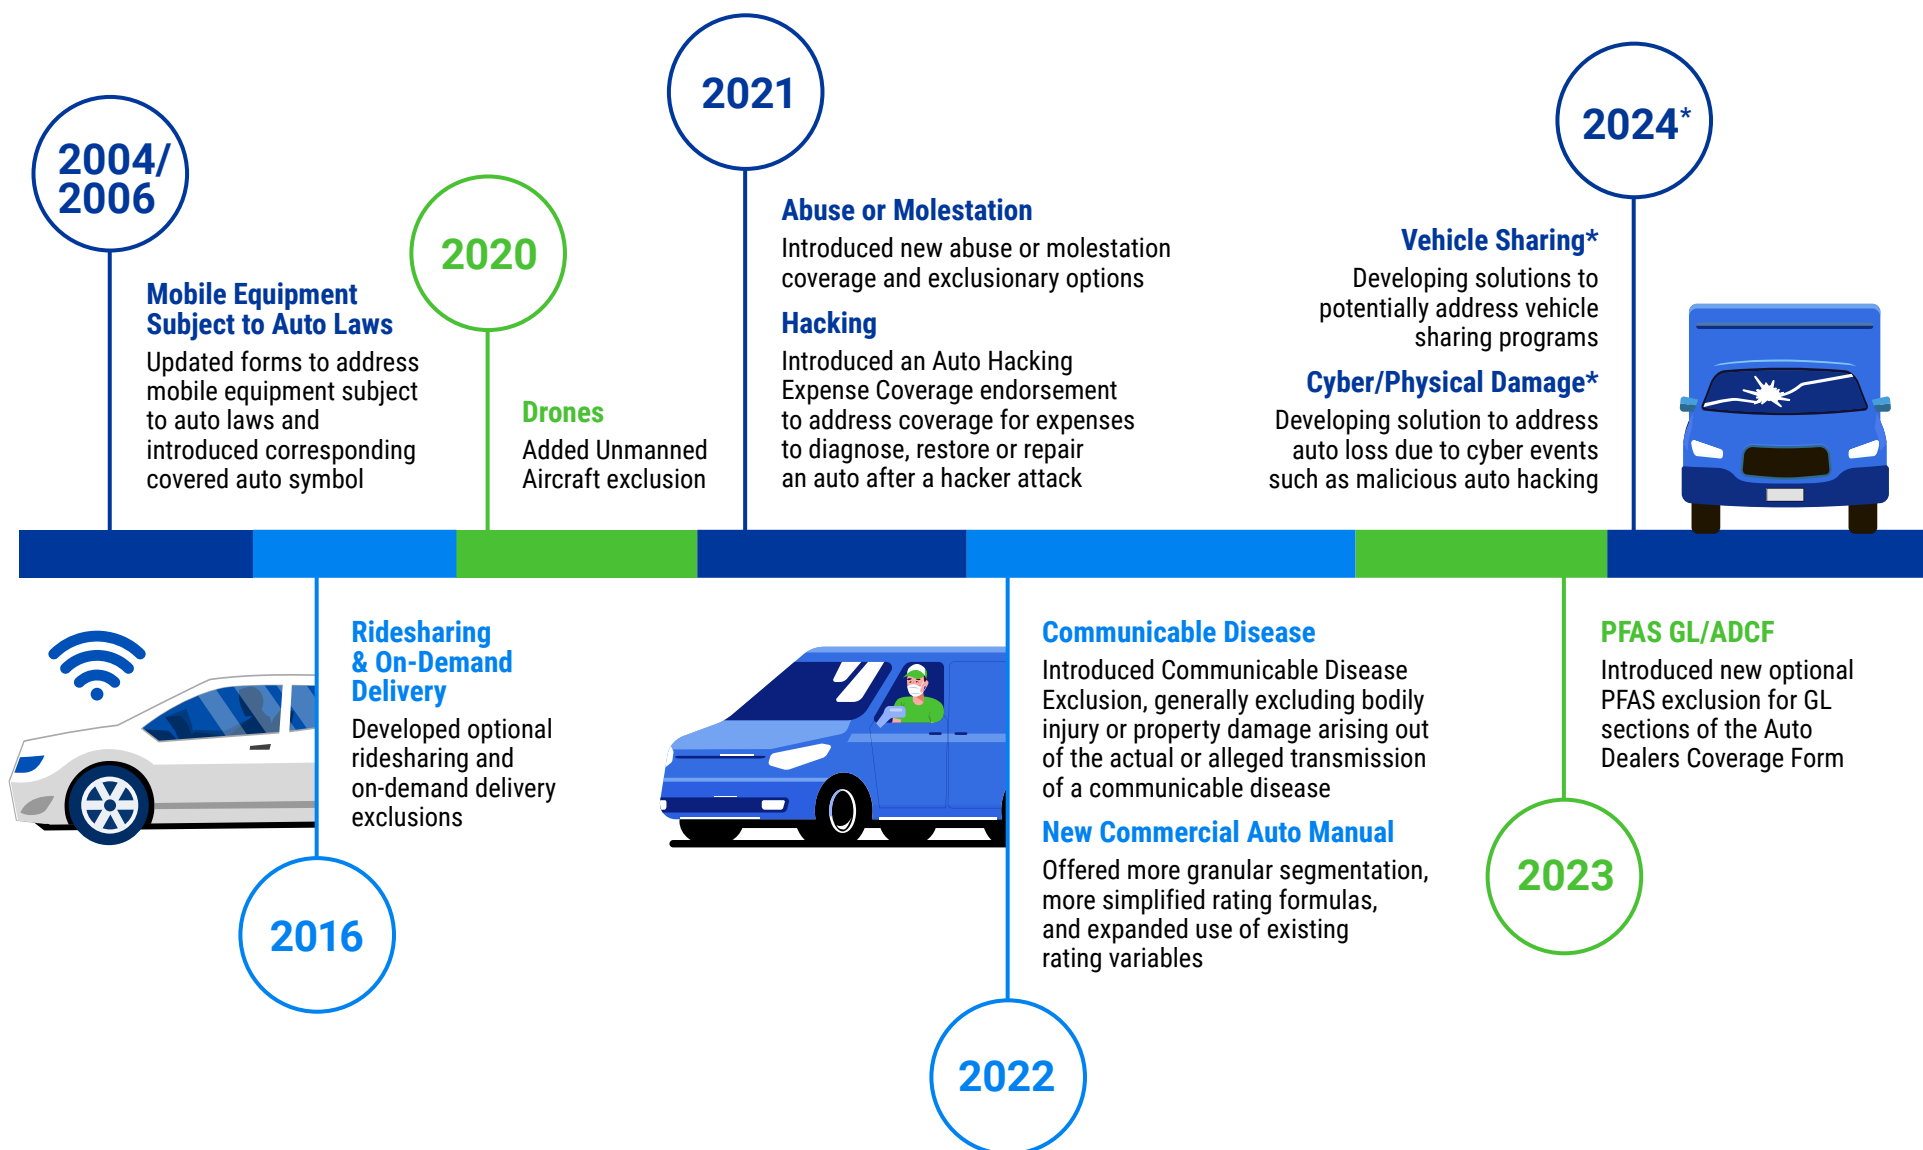 2004/
2006
Mobile Equipment
Subject to Auto Laws
Updated forms to address
mobile equipment subject
to auto laws and
introduced corresponding
covered auto symbol
Ridesharing
& On-Demand
Delivery
Developed optional
ridesharing and
on-demand delivery
exclusions
2016
2020
Drones
Added Unmanned
Aircraft exclusion
2021
Abuse or Molestation
Introduced new abuse or molestation
coverage and exclusionary options
Hacking
Introduced an Auto Hacking
Expense Coverage endorsement
to address coverage for expenses
to diagnose, restore or repair
an auto after a hacker attack
Communicable Disease
Introduced Communicable Disease
Exclusion, generally excluding bodily
injury or property damage arising out
of the actual or alleged transmission
of a communicable disease
New Commercial Auto Manual
Offered more granular segmentation,
more simplified rating formulas,
and expanded use of existing
rating variables
2022
PFAS GL/ADCF
Introduced new optional
PFAS exclusion for GL
sections of the Auto
Dealers Coverage Form
2023
2024*
Vehicle Sharing*
Developing solutions to
potentially address vehicle
sharing programs
Cyber/Physical Damage*
Developing solution to address
auto loss due to cyber events
such as malicious auto hacking